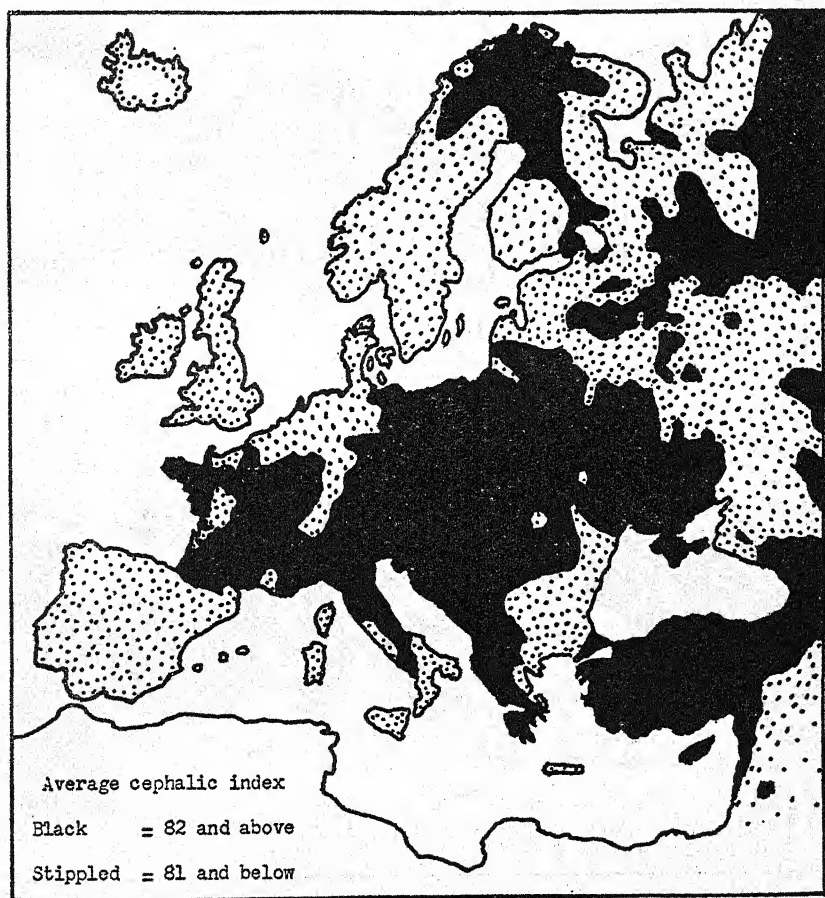 Average cephalic index
Black = 82 and above
Stippled = 81 and below